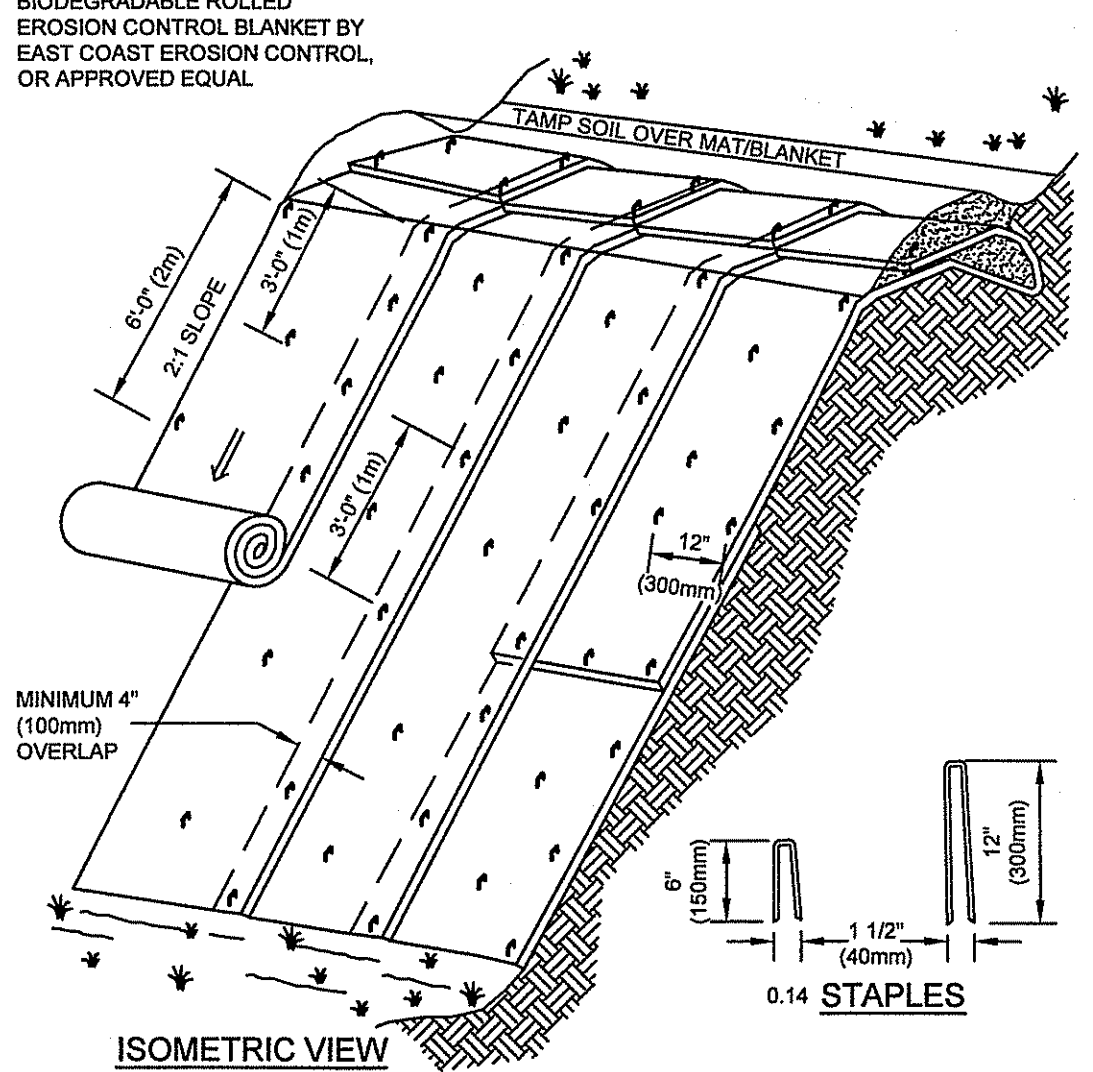 BIODEGRADABLE ROLLED
EROSION CONTROL BLANKET BY
EAST COAST EROSION CONTROL,
OR APPROVED EQUAL
TAMP SOIL OVER MAT/BLANKET
6'-0" (2m)
3'-0" (1m)
2:1 SLOPE
3'-0" (1m)
12"
(300mm)
MINIMUM 4"
(100mm)
OVERLAP
6"
(150mm)
12"
(300mm)
1 1/2"
(40mm)
0.14 STAPLES
ISOMETRIC VIEW